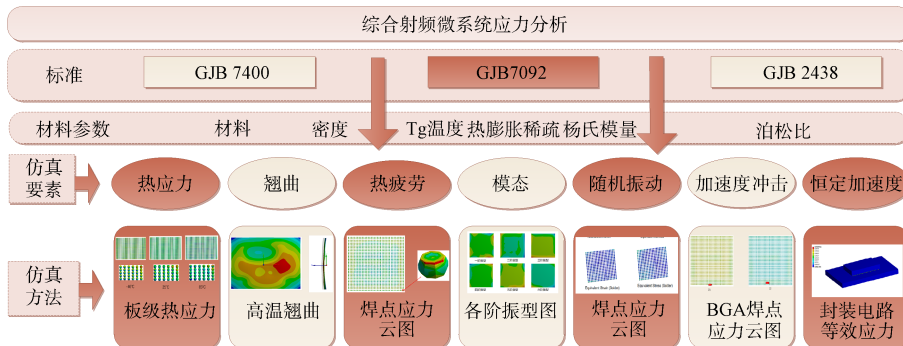 综合射频微系统应力分析
标准
GJB 7400
GJB7092
GJB 2438
材料参数
材料
密度
Tg温度 热膨胀稀疏 杨氏模量
泊松比
仿真
要素
热应力
翘曲
热疲劳
模态
随机振动
加速度冲击
恒定加速度
仿真
方法
板级热应力
高温翘曲
焊点应力
云图
各阶振型图
Equivalent Stress (Solder)
Equivalent Stress (Solder)
焊点应力
云图
BGA焊点
应力云图
封装电路
等效应力